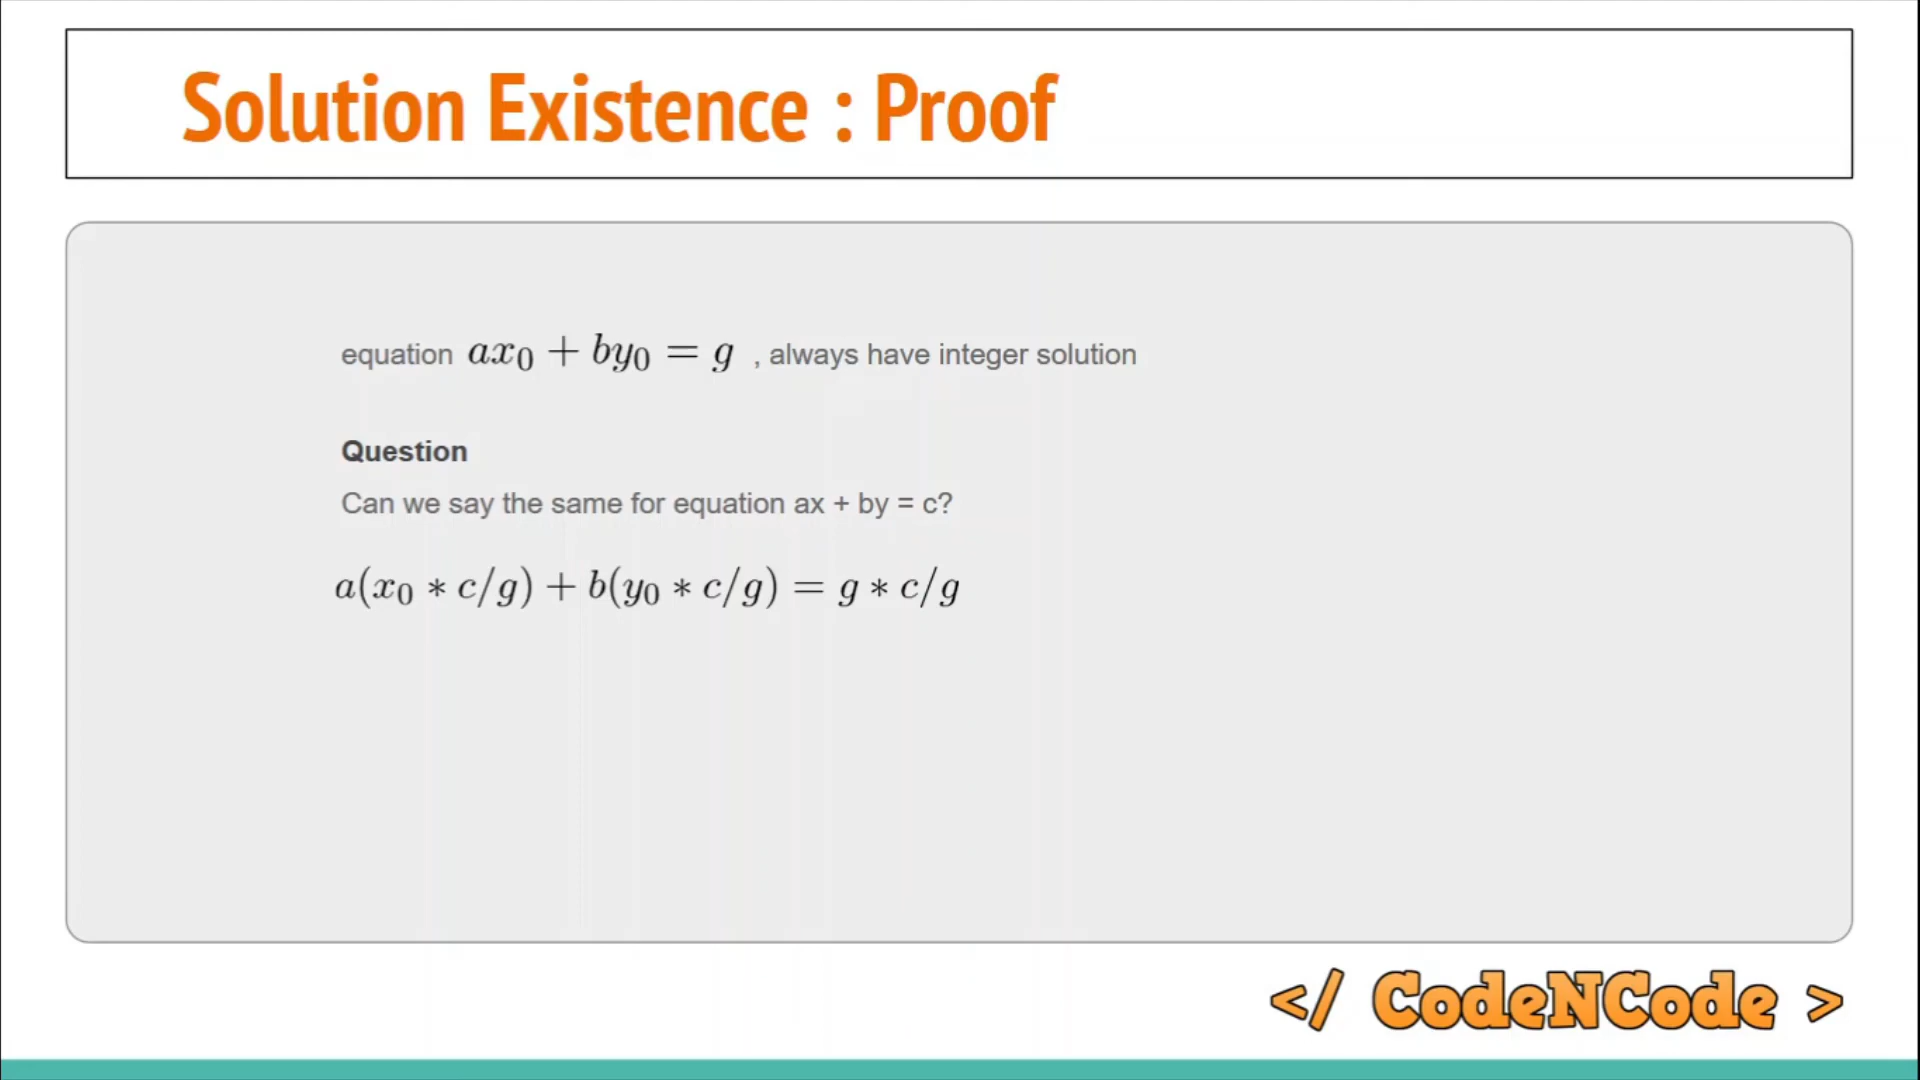 Solution Existence : Proof
equation ax₀ + by₀ = g , always have integer solution
Question
Can we say the same for equation ax + by = c?
a(x₀ * c/g) + b(y₀ * c/g) = g * c/g
</ CodeNCode >